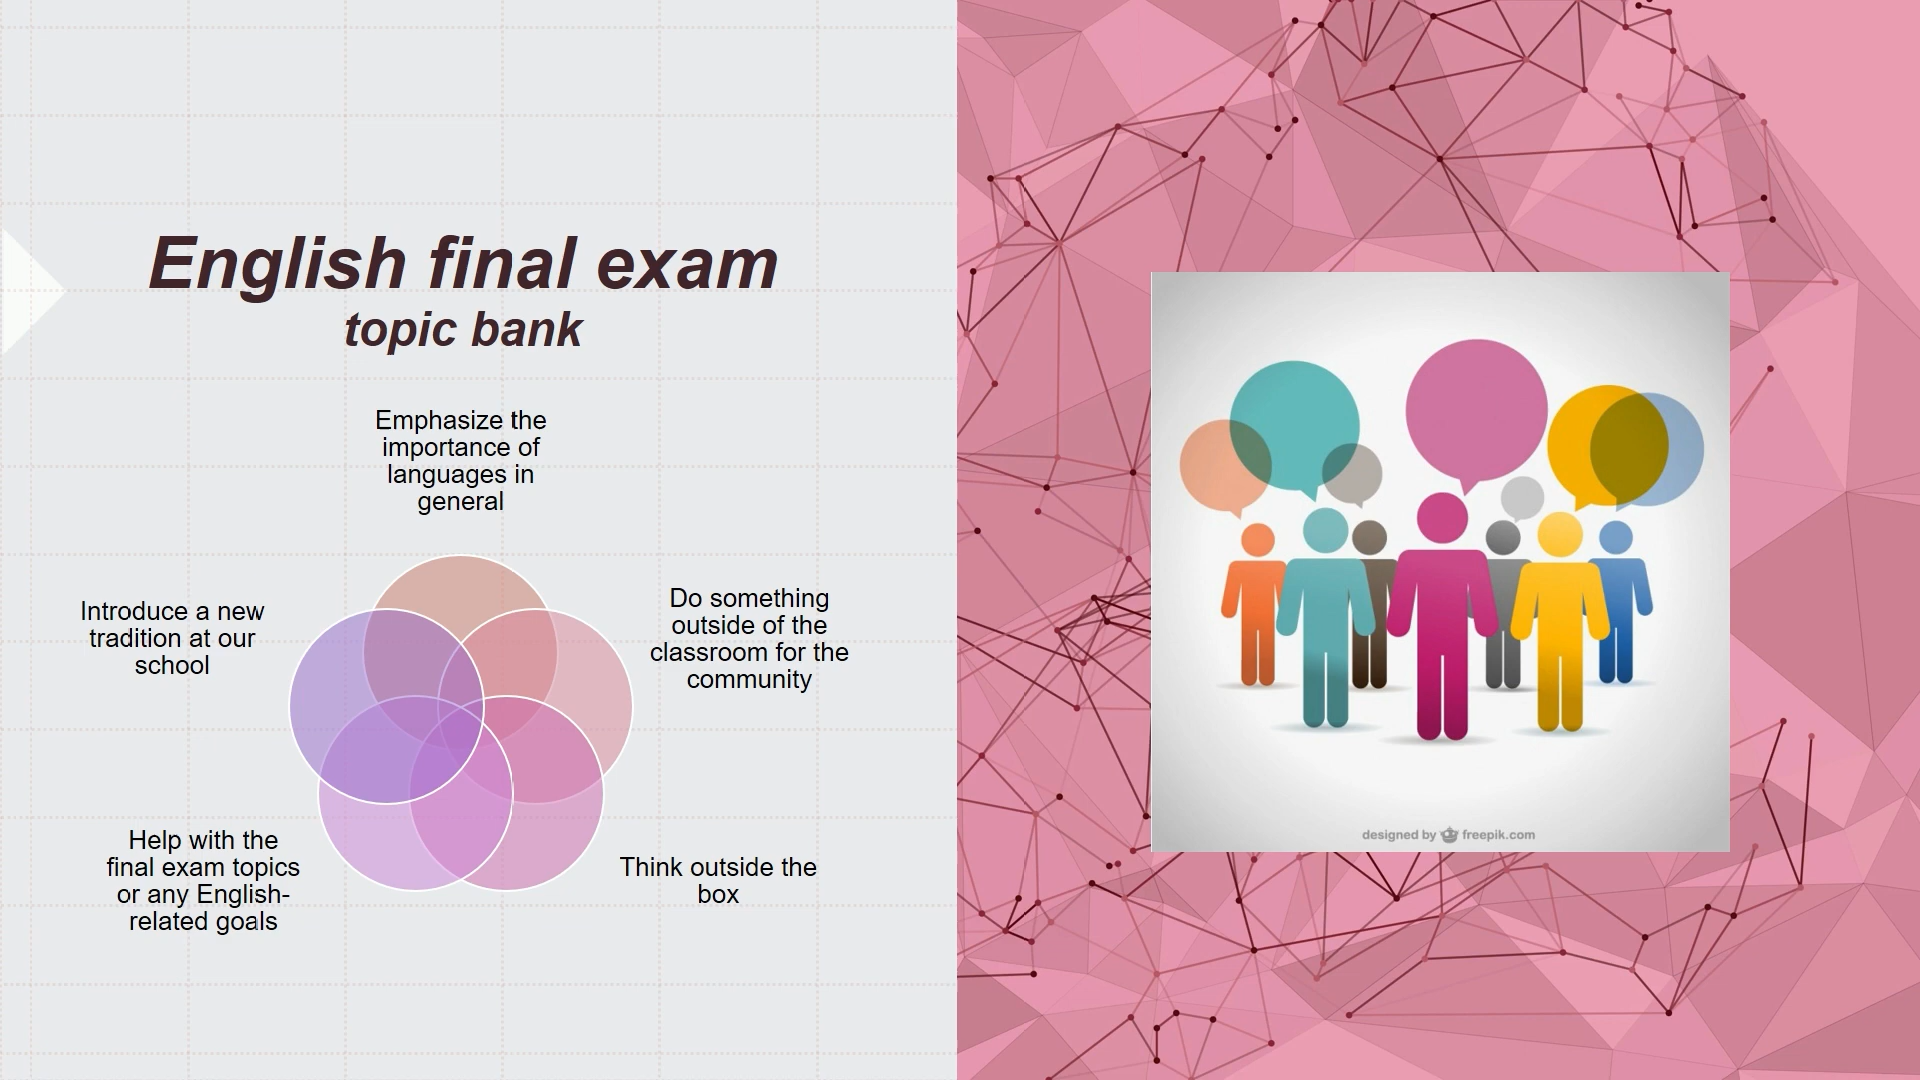 English final exam
topic bank
Emphasize the
importance of
languages in
general
Introduce a new
tradition at our
school
Do something
outside of the
classroom for the
community
Help with the
final exam topics
or any English-
related goals
Think outside the
box
designed by freepik.com